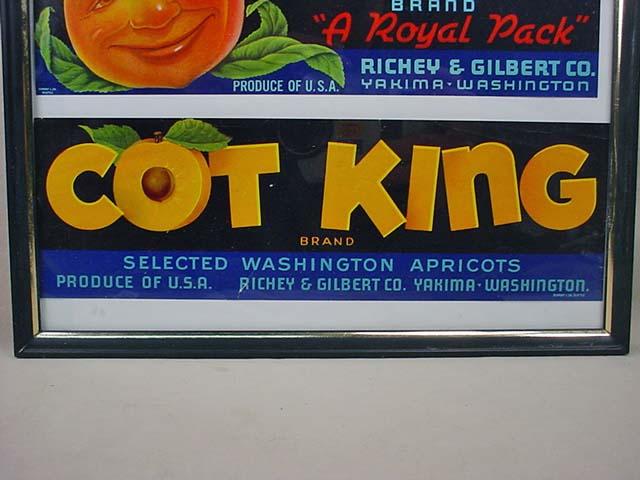 BRAND
"A Royal Pack"
PRODUCE OF U.S.A.
RICHEY & GILBERT CO.
YAKIMA-WASHINGTON
COT KING
BRAND
SELECTED WASHINGTON APRICOTS
PRODUCE OF U.S.A. RICHEY & GILBERT CO. YAKIMA-WASHINGTON.